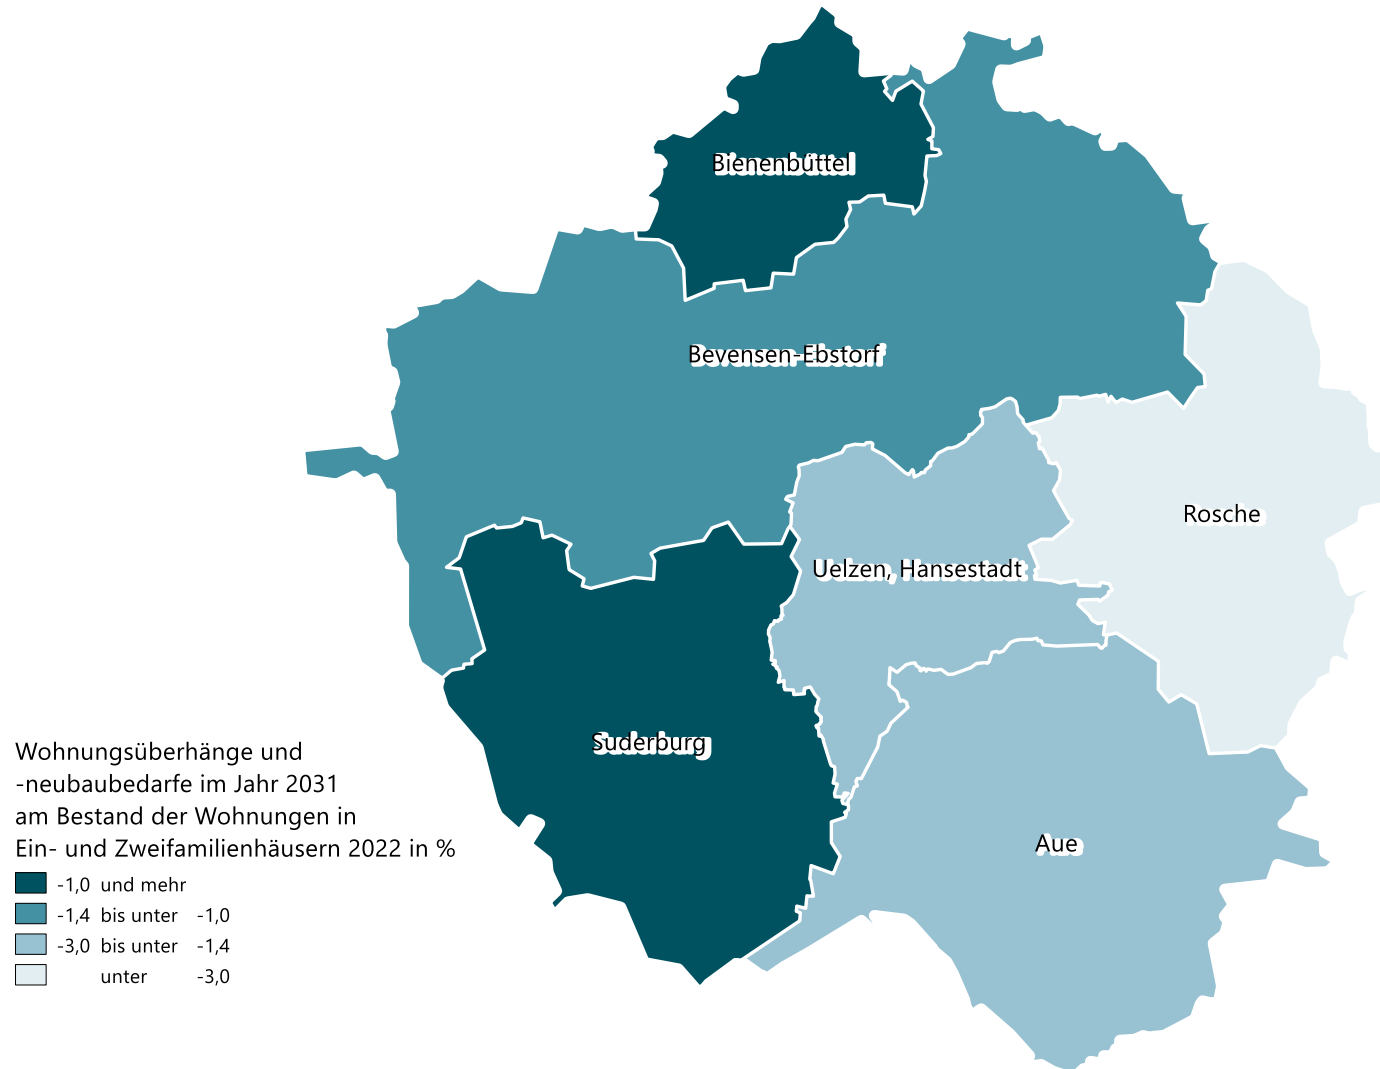 Bienenbüttel
Bevensen-Ebstorf
Rosche
Uelzen, Hansestadt
Suderburg
Aue
Wohnungsüberhänge und
-neubaubedarfe im Jahr 2031
am Bestand der Wohnungen in
Ein- und Zweifamilienhäusern 2022 in %
-1,0 und mehr
-1,4 bis unter -1,0
-3,0 bis unter -1,4
unter -3,0